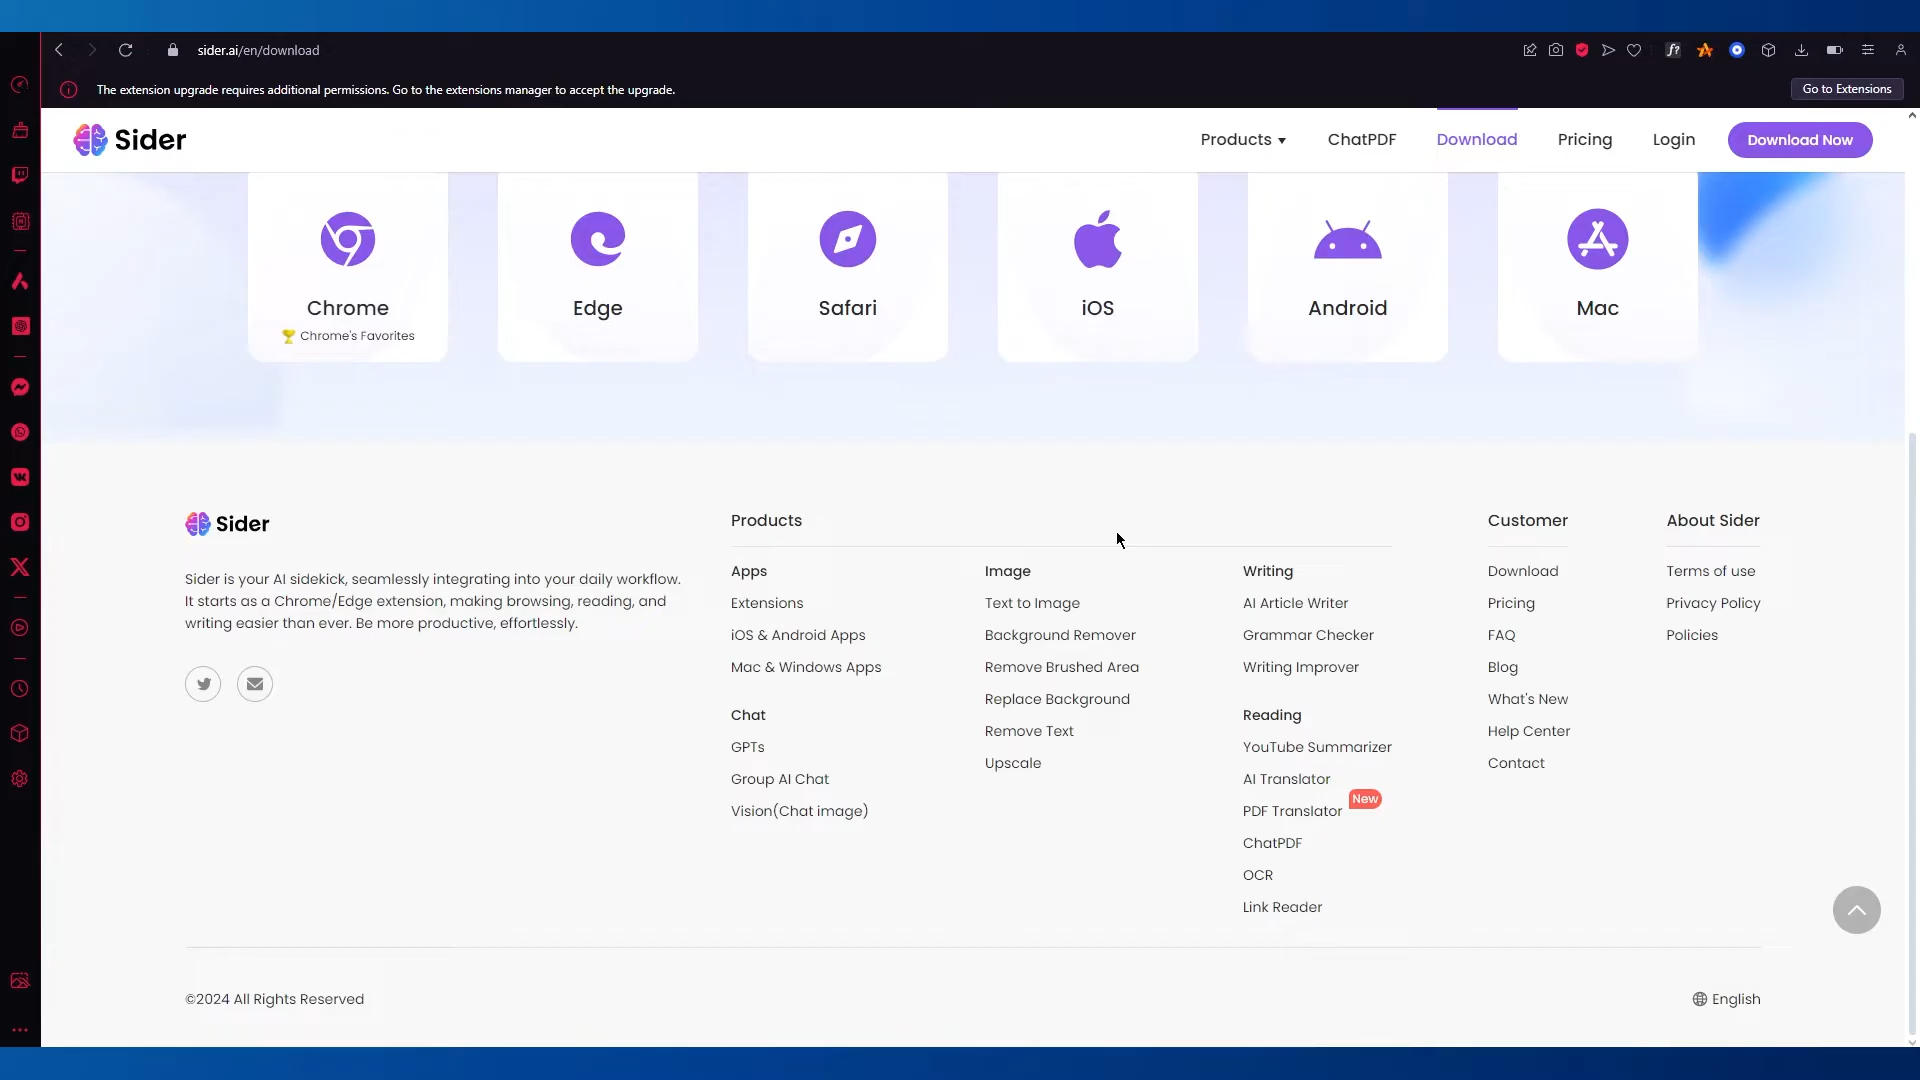 sider.ai/en/download
f?
The extension upgrade requires additional permissions. Go to the extensions manager to accept the upgrade.
Go to Extensions
Sider
Products
ChatPDF
Download
Pricing
Login
Download Now
Chrome
Chrome's Favorites
Edge
Safari
iOS
Android
Mac
Sider
Sider is your AI sidekick, seamlessly integrating into your daily workflow.
It starts as a Chrome/Edge extension, making browsing, reading, and
writing easier than ever. Be more productive, effortlessly.
Products
Apps
Extensions
iOS & Android Apps
Mac & Windows Apps
Chat
GPTs
Group AI Chat
Vision(Chat image)
Image
Text to Image
Background Remover
Remove Brushed Area
Replace Background
Remove Text
Upscale
Writing
AI Article Writer
Grammar Checker
Writing Improver
Reading
YouTube Summarizer
AI Translator
PDF Translator New
ChatPDF
OCR
Link Reader
Customer
Download
Pricing
FAQ
Blog
What's New
Help Center
Contact
About Sider
Terms of use
Privacy Policy
Policies
©2024 All Rights Reserved
English